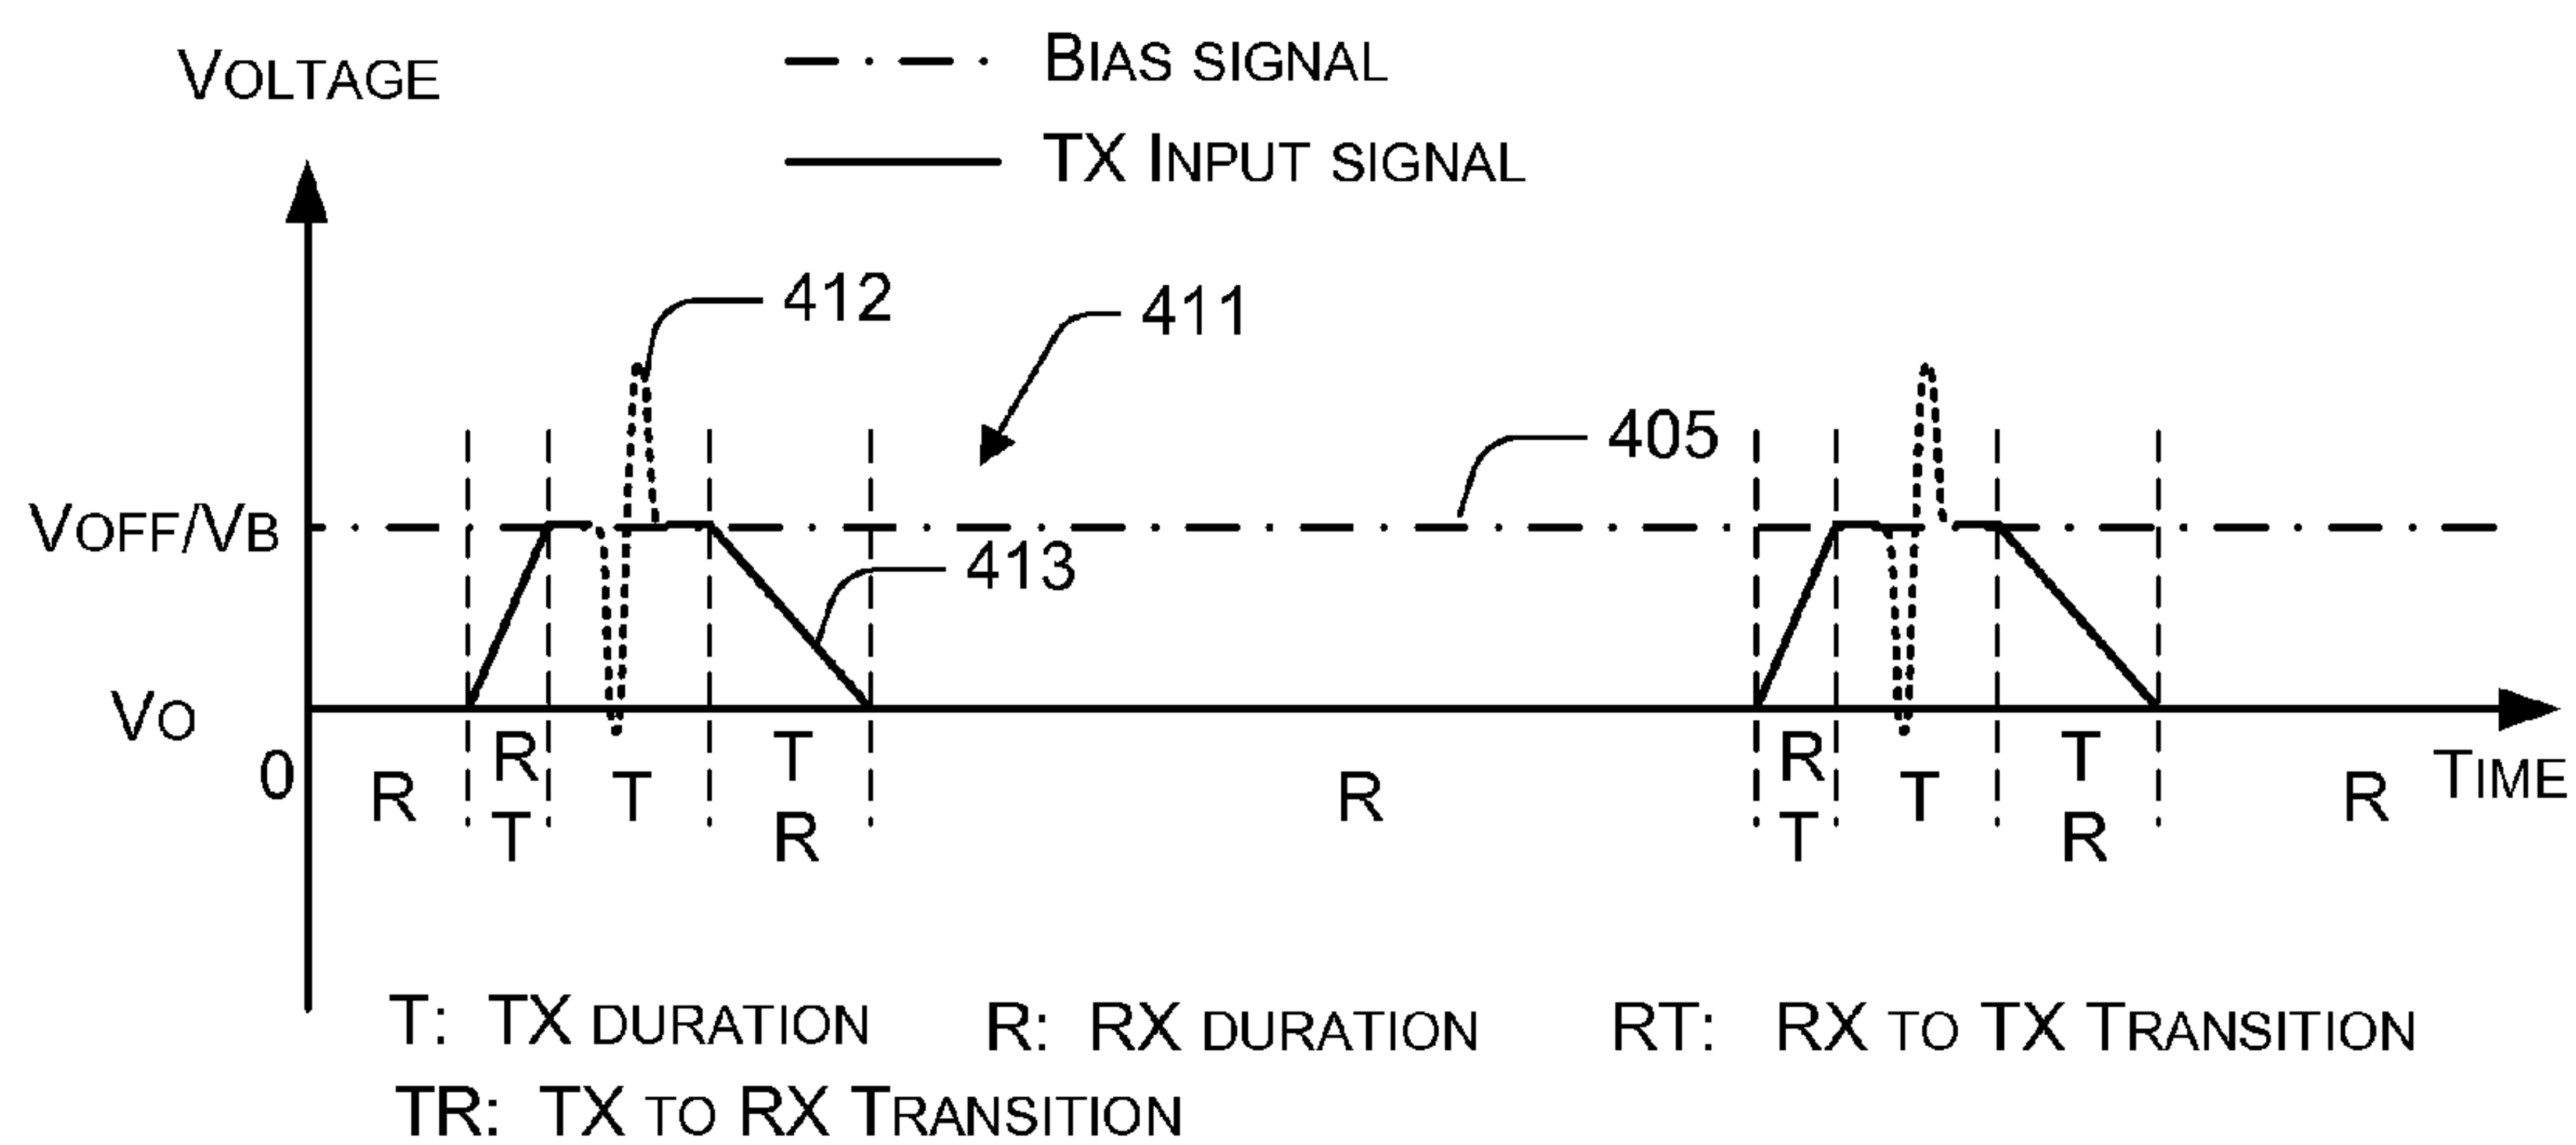 VOLTAGE
BIAS SIGNAL
TX INPUT SIGNAL
412
411
405
VOFF/VB
413
VO
0
R
R
T
T
T
R
R
R
T
T
T
R
R
TIME
T: TX DURATION
R: RX DURATION
RT: RX TO TX TRANSITION
TR: TX TO RX TRANSITION